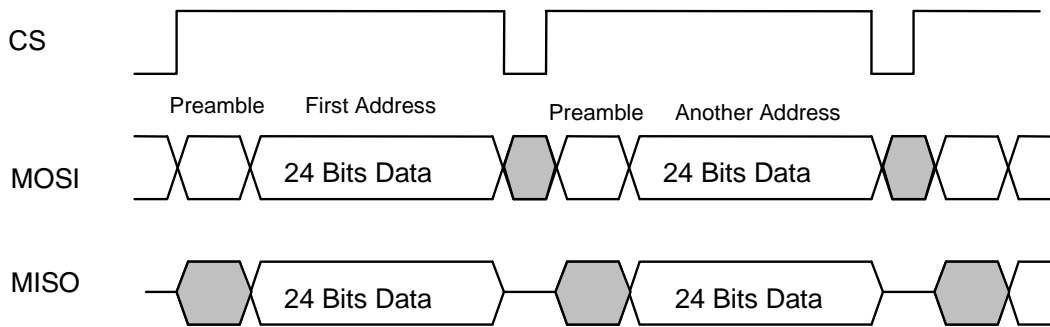 CS
Preamble First Address Preamble Another Address
MOSI 24 Bits Data 24 Bits Data
MISO 24 Bits Data 24 Bits Data